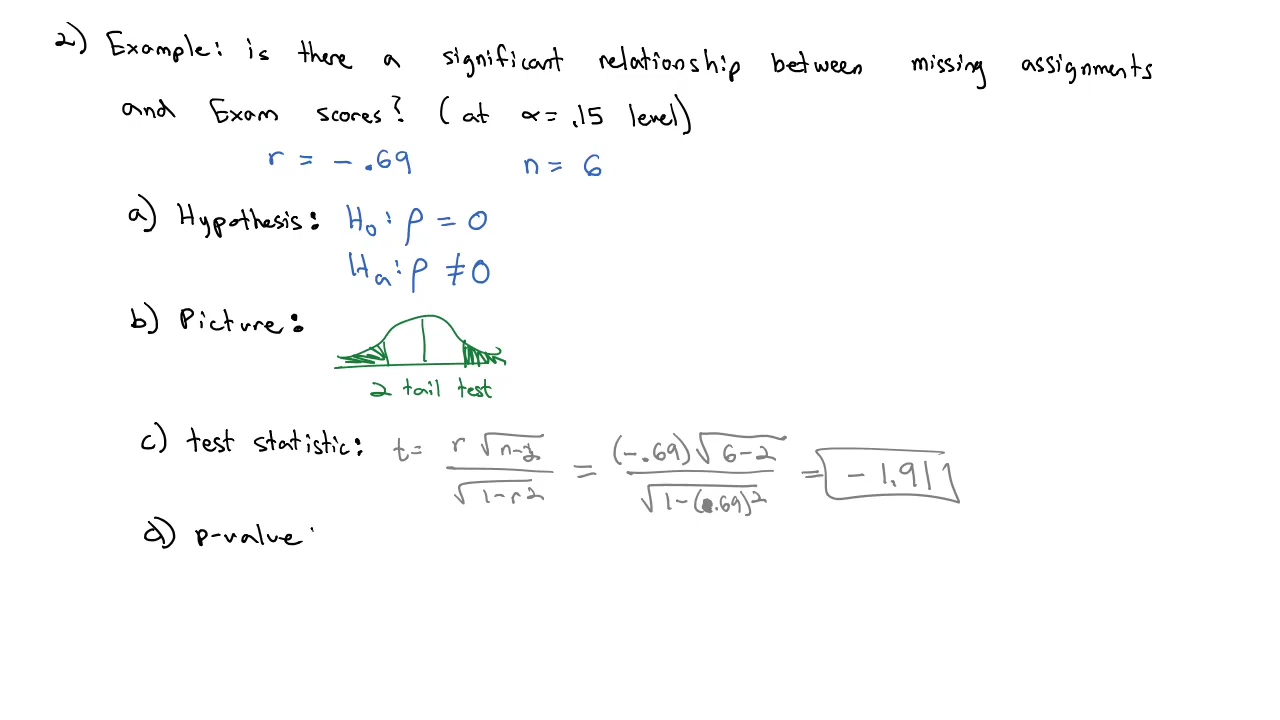 2) Example: is there a significant relationship between missing assignments
and Exam scores? (at α = .15 level)
r = -.69 n = 6
a) Hypothesis: H₀: ρ = 0
Hₐ: ρ ≠ 0
b) Picture:
2 tail test
c) test statistic: t = r √(n-2) / √(1-r²) = (-.69) √(6-2) / √(1-(.69)²) = -1.911
d) p-value: